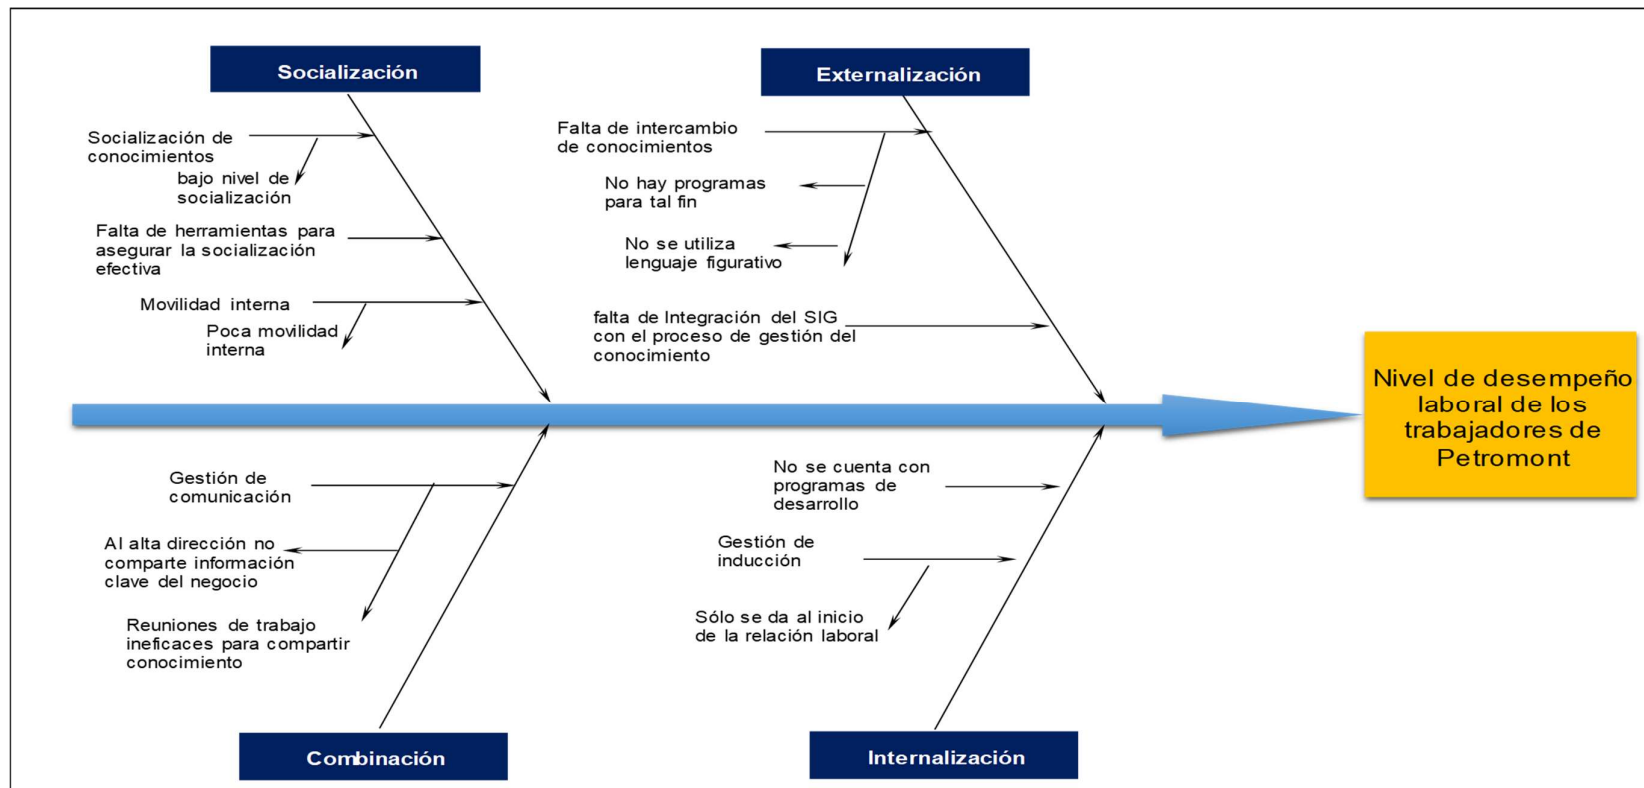 Socialización
Externalización
Socialización de
conocimientos
bajo nivel de
socialización
Falta de herramientas para
asegurar la socialización
efectiva
Movilidad interna
Poca movilidad
interna
Falta de intercambio
de conocimientos
No hay programas
para tal fin
No se utiliza
lenguaje figurativo
falta de Integración del SIG
con el proceso de gestión del
conocimiento
Nivel de desempeño
laboral de los
trabajadores de
Petromont
Gestión de
comunicación
Al alta dirección no
comparte información
clave del negocio
Reuniones de trabajo
ineficaces para compartir
conocimiento
No se cuenta con
programas de
desarrollo
Gestión de
inducción
Sólo se da al inicio
de la relación laboral
Combinación
Internalización